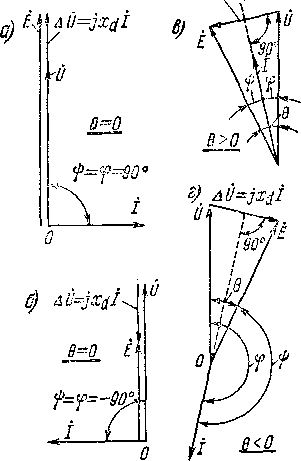 а)
Ė ΔU̇=jx_dİ
U̇
θ=0
ψ=φ=90°
İ
0
в)
Ė
U̇
90°
İ
ψ
φ
θ
θ>0
б)
ΔU̇=jx_dİ
U̇
θ=0
Ė
ψ=φ=-90°
İ
0
г)
ΔU̇=jx_dİ
U̇
Ė
90°
θ
0
φ
ψ
İ
θ<0